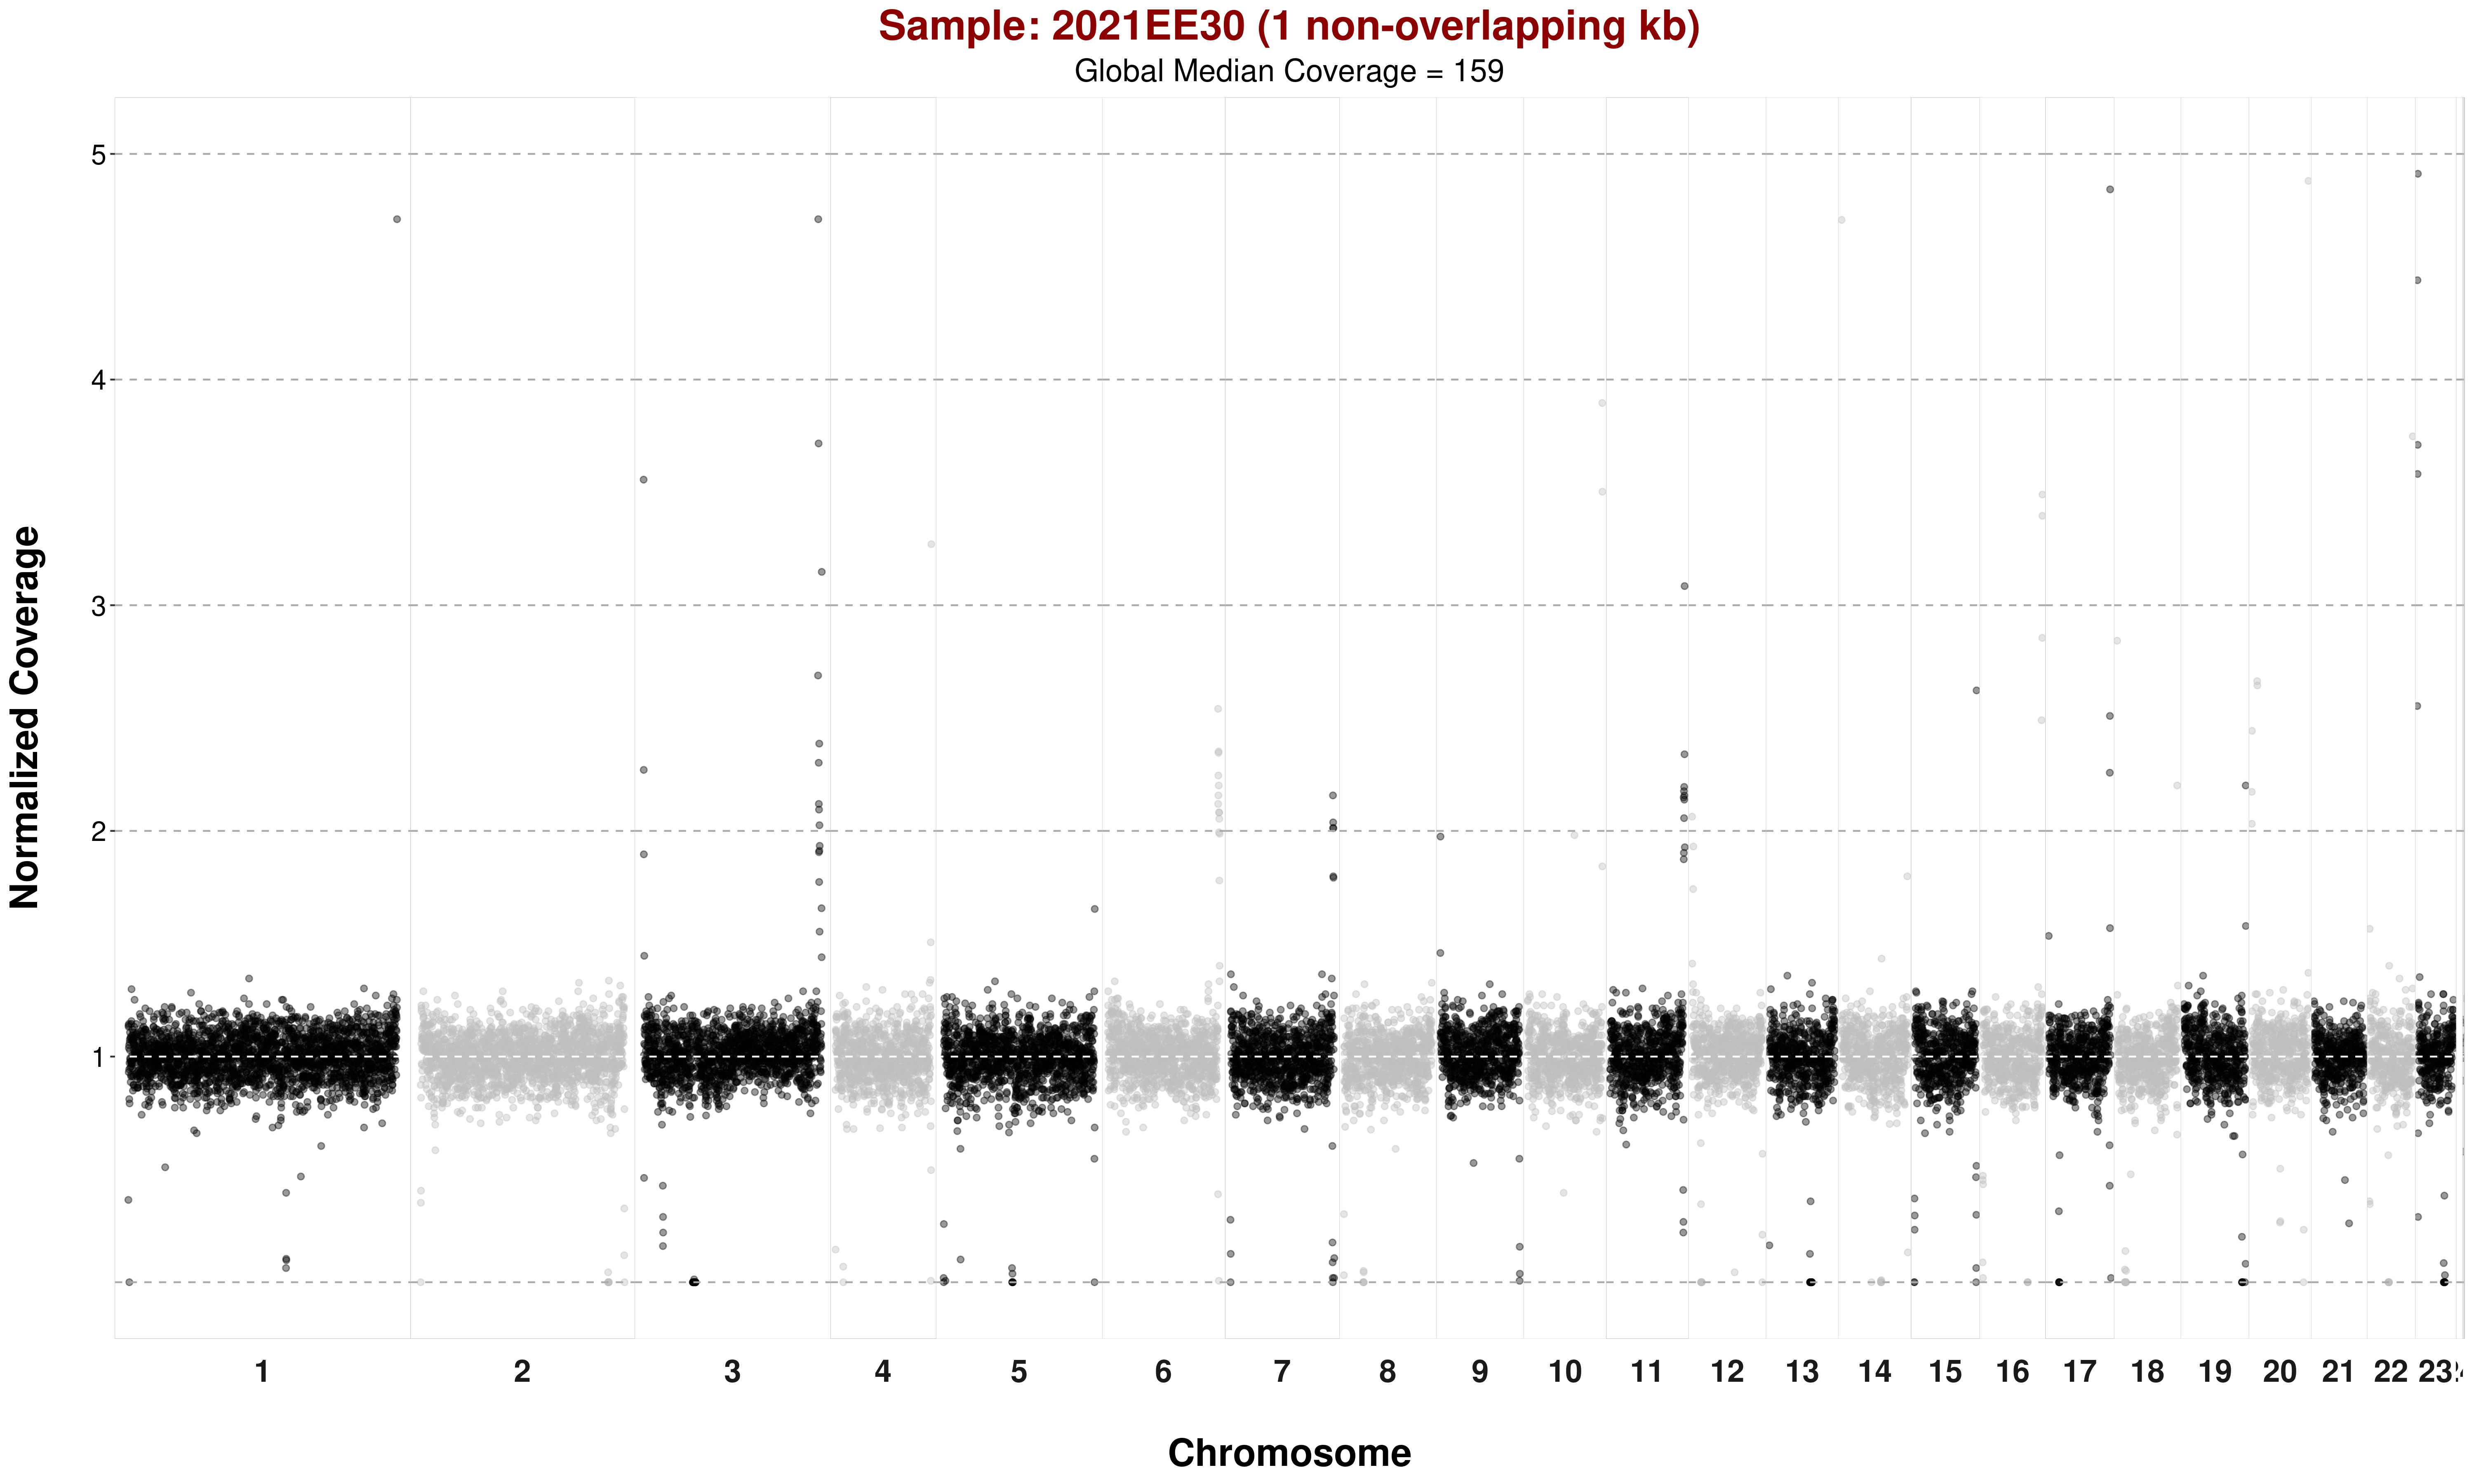 Sample: 2021EE30 (1 non-overlapping kb)
Global Median Coverage = 159
Normalized Coverage
5
4
3
2
1
1 2 3 4 5 6 7 8 9 10 11 12 13 14 15 16 17 18 19 20 21 22 23
Chromosome